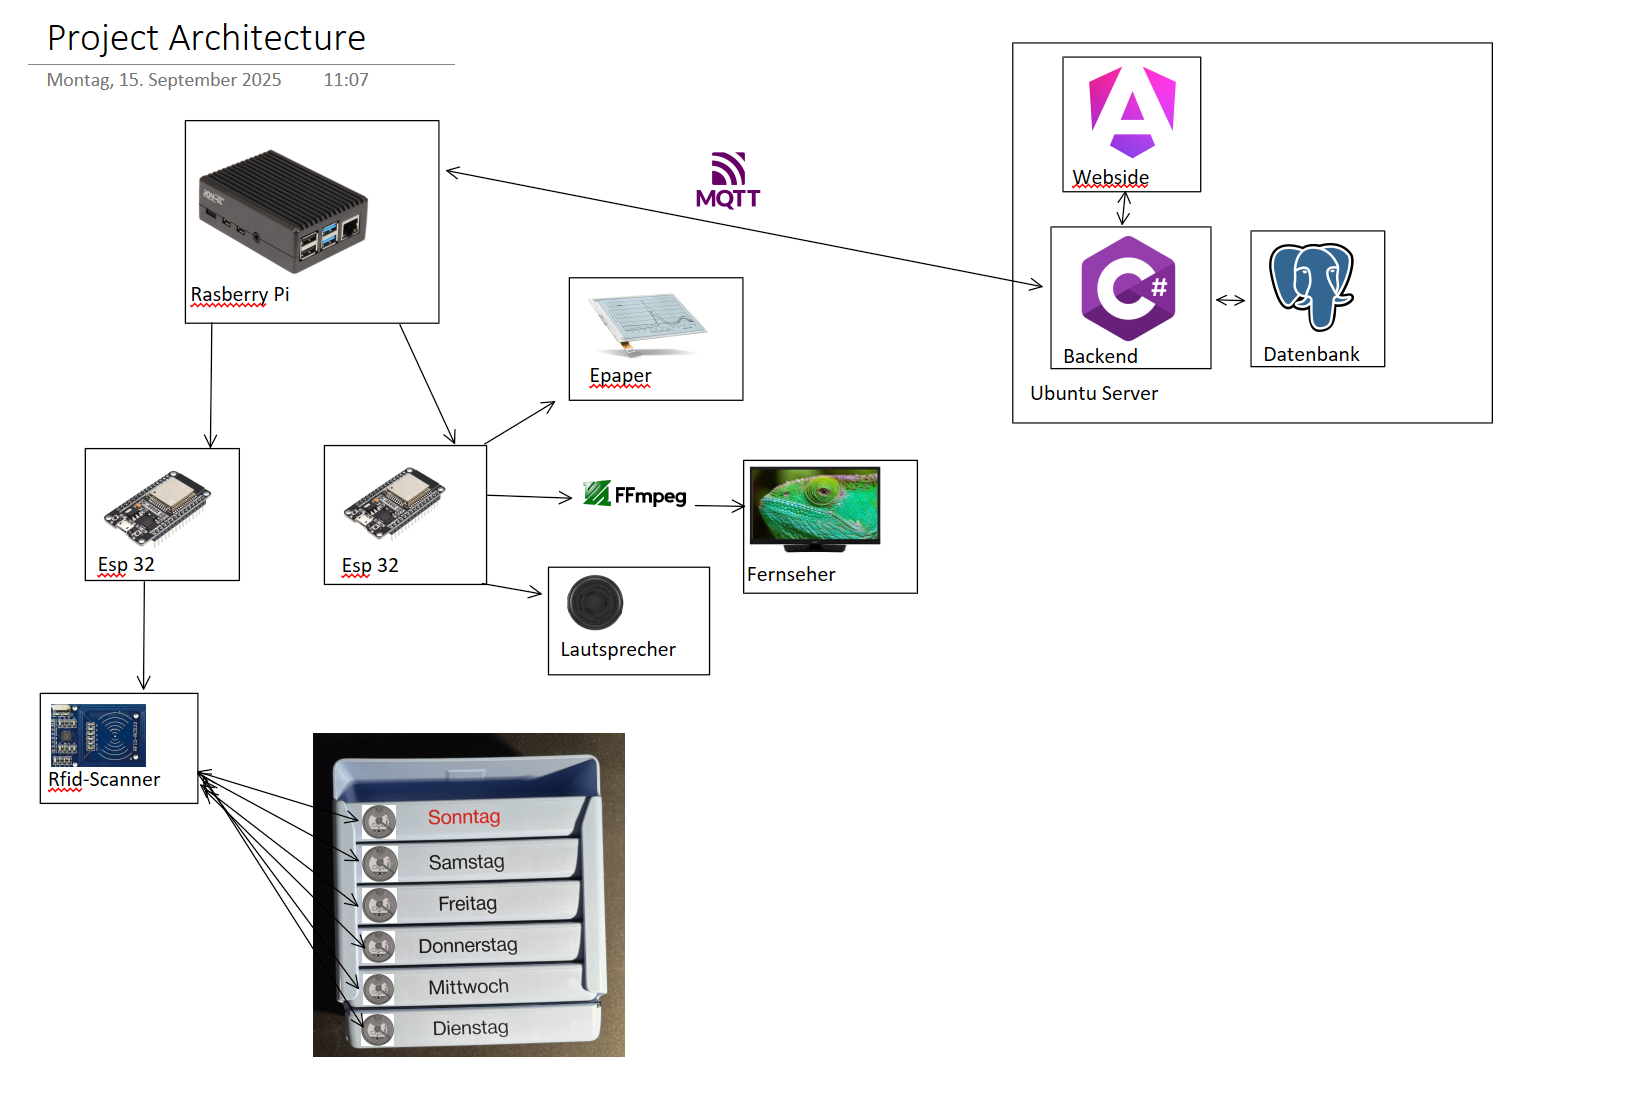 Project Architecture
Montag, 15. September 2025 11:07
Rasberry Pi
MQTT
Webside
#
Backend
Datenbank
Ubuntu Server
Epaper
Esp 32
Esp 32
FFmpeg
Fernseher
Lautsprecher
Rfid-Scanner
Sonntag
Samstag
Freitag
Donnerstag
Mittwoch
Dienstag